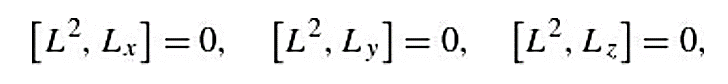 [L², Lₓ] = 0, [L², L_y] = 0, [L², L_z] = 0,